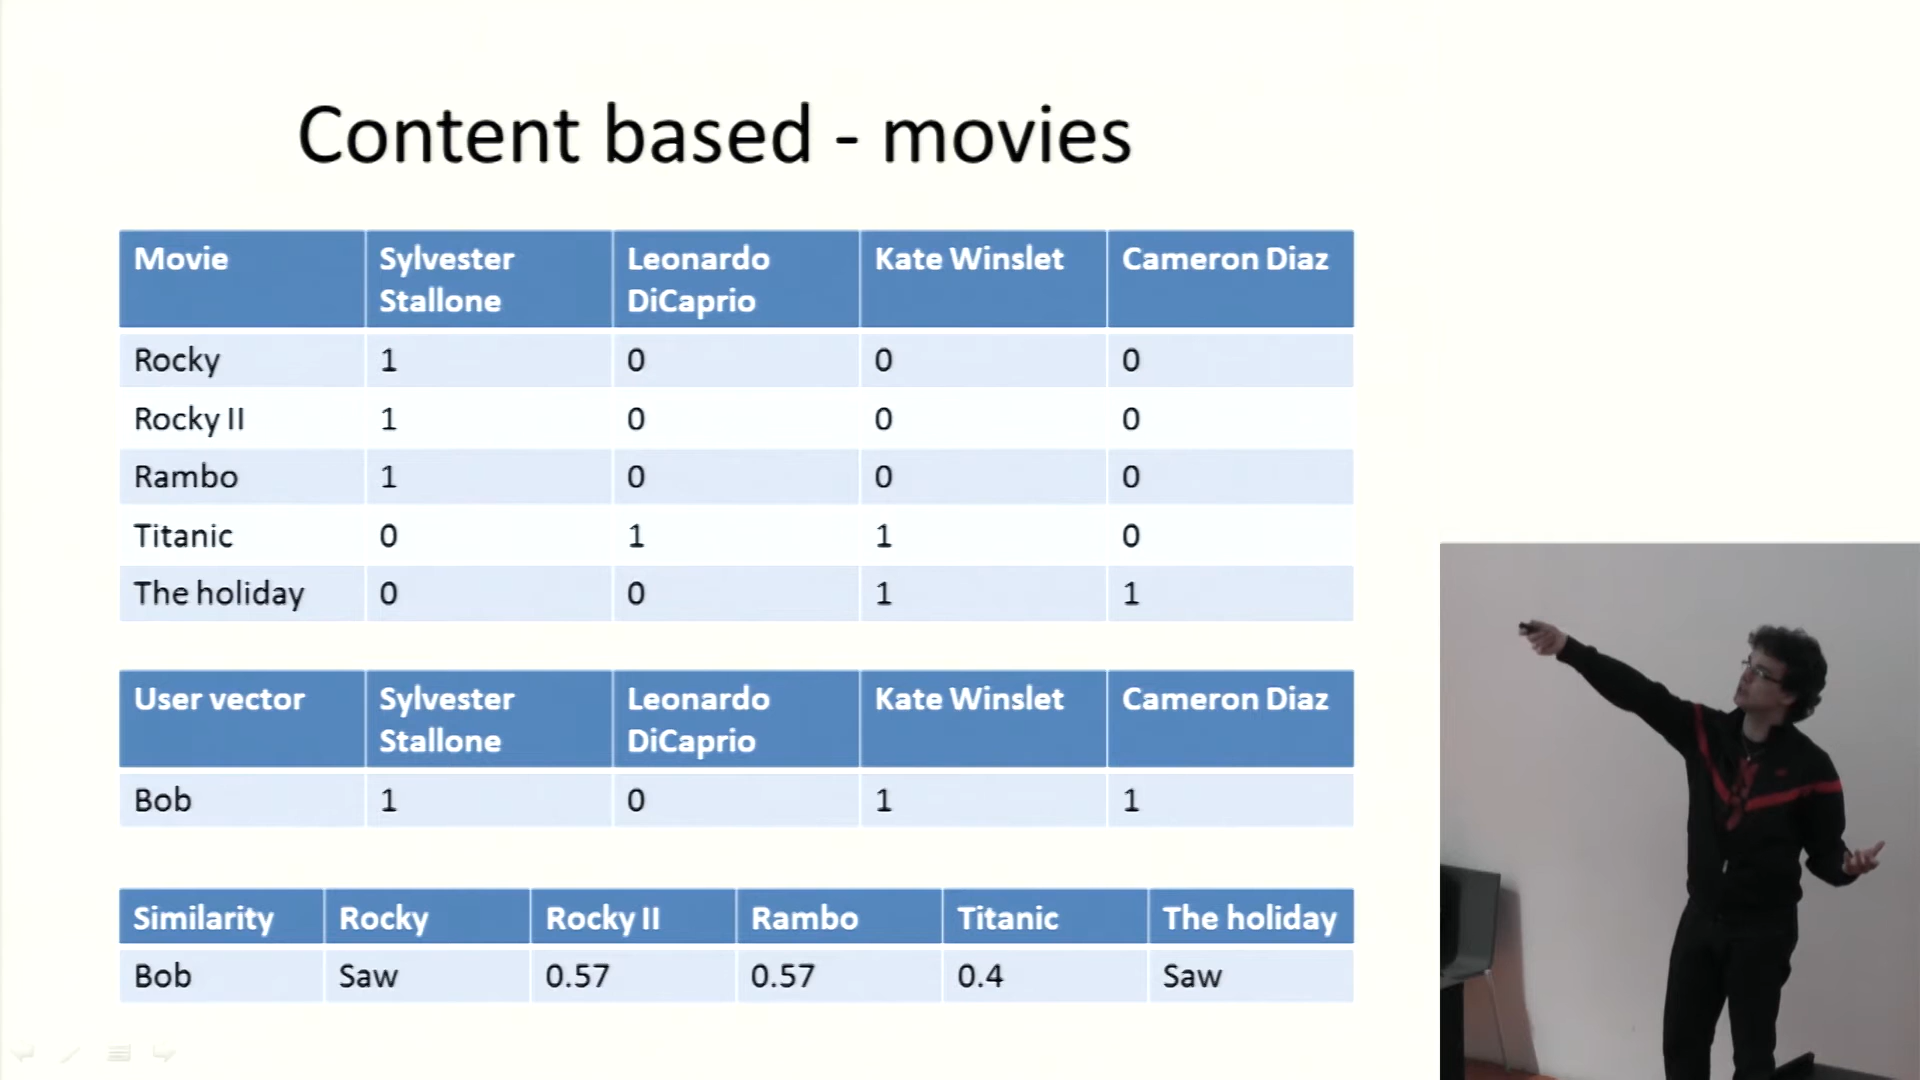 Content based - movies
Movie Sylvester Stallone Leonardo DiCaprio Kate Winslet Cameron Diaz
Rocky 1 0 0 0
Rocky II 1 0 0 0
Rambo 1 0 0 0
Titanic 0 1 1 0
The holiday 0 0 1 1
User vector Sylvester Stallone Leonardo DiCaprio Kate Winslet Cameron Diaz
Bob 1 0 1 1
Similarity Rocky Rocky II Rambo Titanic The holiday
Bob Saw 0.57 0.57 0.4 Saw